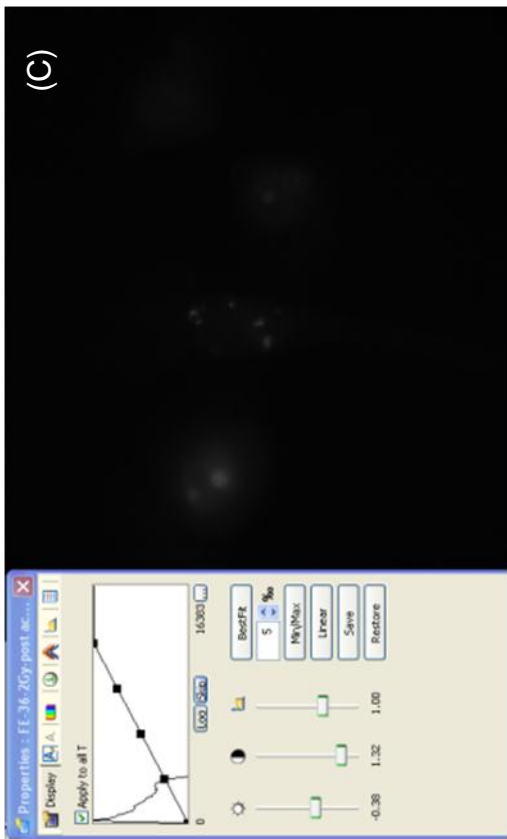 (C)
Properties : FE-36-2Gy-post ac...
Display
Apply to all T
0
Log
Skip
16383
...
BestFit
5
‰
Min/Max
Linear
Save
Restore
-0.38
1.32
1.00